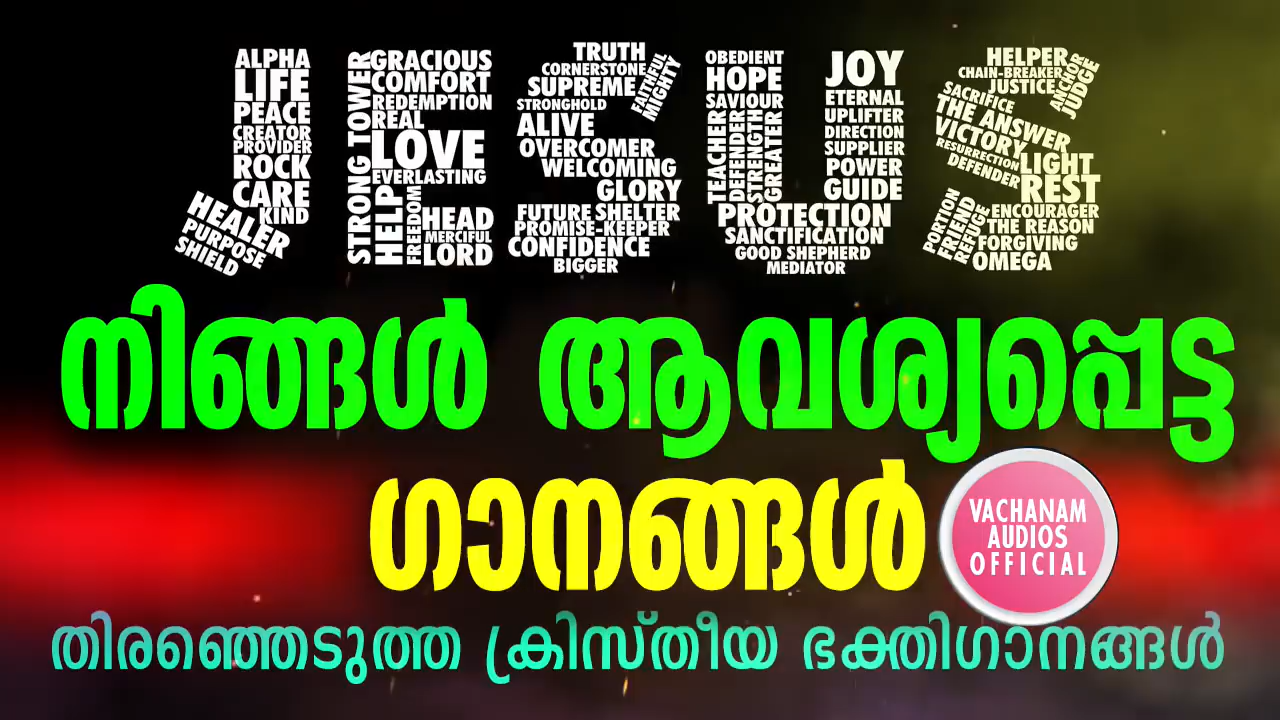 JESUS
ALPHA
LIFE
PEACE
CREATOR
PROVIDER
ROCK
CARE
KIND
HEALER
PURPOSE
SHIELD
STRONG TOWER
GRACIOUS
COMFORT
REDEMPTION
REAL
LOVE
EVERLASTING
HELP
FREEDOM
HEAD
MERCIFUL
LORD
TRUTH
CORNERSTONE
SUPREME
FAITHFUL
MIGHTY
STRONGHOLD
ALIVE
OVERCOMER
WELCOMING
GLORY
FUTURE SHELTER
PROMISE-KEEPER
CONFIDENCE
BIGGER
OBEDIENT
HOPE
SAVIOUR
TEACHER
DEFENDER
STRENGTH
GREATER
JOY
ETERNAL
UPLIFTER
DIRECTION
SUPPLIER
POWER
GUIDE
PROTECTION
SANCTIFICATION
GOOD SHEPHERD
MEDIATOR
HELPER
CHAIN-BREAKER
JUSTICE
ANCHOR
JUDGE
SACRIFICE
THE ANSWER
VICTORY
RESURRECTION
DEFENDER
LIGHT
REST
PORTION
FRIEND
REFUGE
ENCOURAGER
THE REASON
FORGIVING
OMEGA
നിങ്ങൾ ആവശ്യപ്പെട്ട
ഗാനങ്ങൾ
VACHANAM
AUDIOS
OFFICIAL
തിരഞ്ഞെടുത്ത ക്രിസ്തീയ ഭക്തിഗാനങ്ങൾ